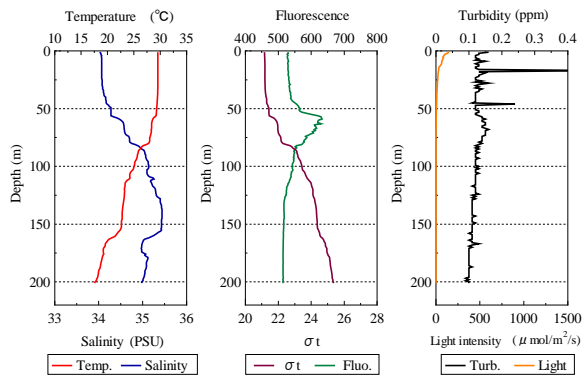 Temperature (℃)
10 15 20 25 30 35
Fluorescence
400 500 600 700 800
Turbidity (ppm)
0 0.1 0.2 0.3 0.4
Depth (m)
0
50
100
150
200
33 34 35 36
Salinity (PSU)
Temp. Salinity
Depth (m)
0
50
100
150
200
20 22 24 26 28
σt
σt Fluo.
Depth (m)
0
50
100
150
200
0 500 1000 1500
Light intensity (μ mol/m²/s)
Turb. Light